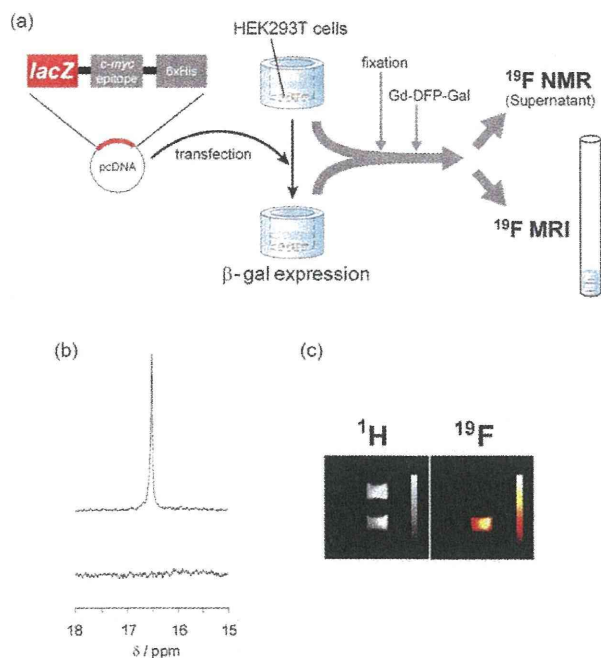 (a)
HEK293T cells
lacZ
c-myc
epitope
6xHis
fixation
Gd-DFP-Gal
¹⁹F NMR
(Supernatant)
pcDNA
transfection
¹⁹F MRI
β-gal expression
(b)
(c)
¹H
¹⁹F
18
17
16
15
δ / ppm